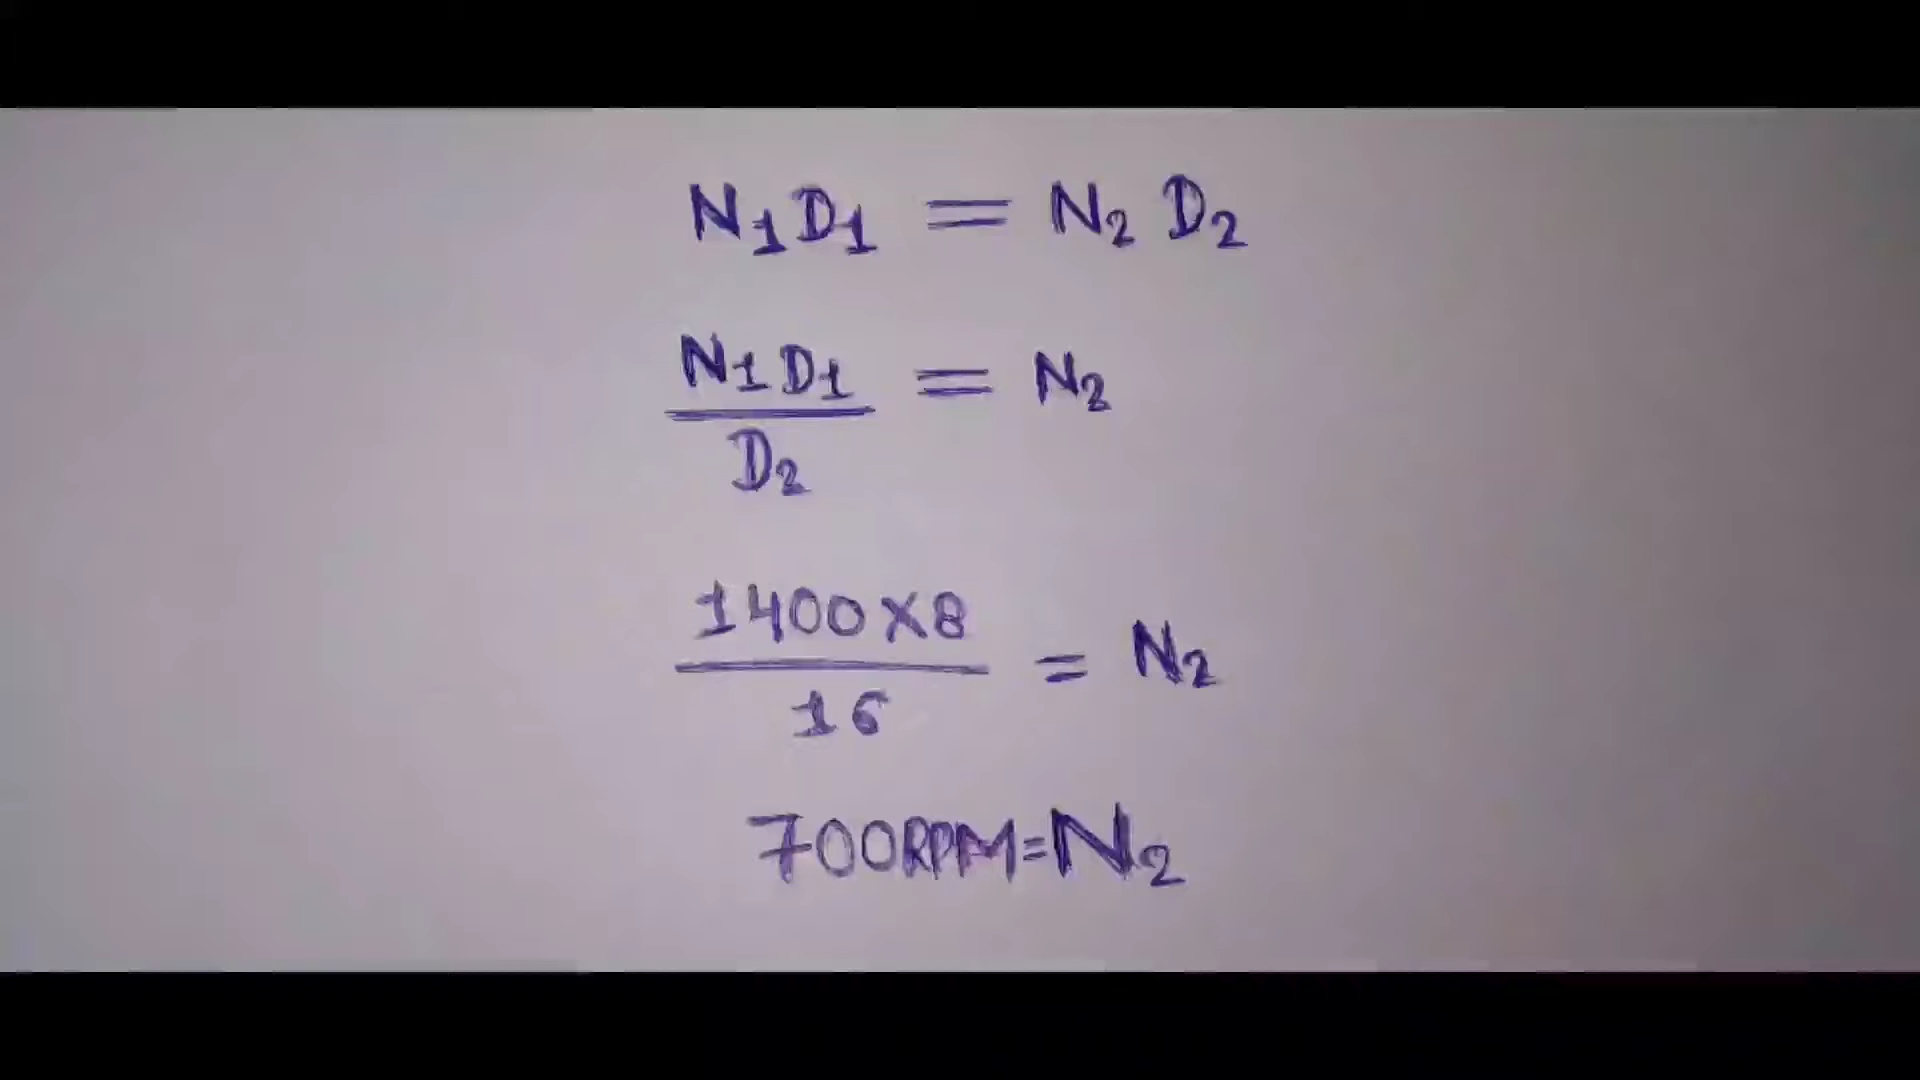 N₁D₁ = N₂ D₂
N₁D₁
D₂
= N₂
1400 X 8
16
= N₂
700RPM=N₂